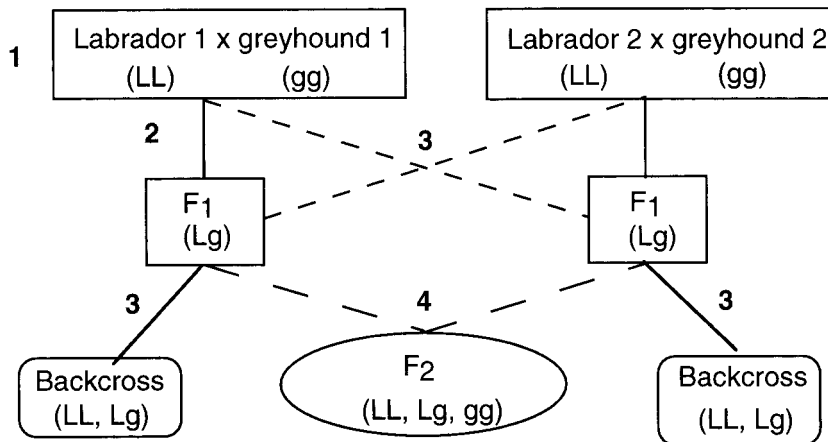 1
Labrador 1 x greyhound 1
(LL) (gg)
Labrador 2 x greyhound 2
(LL) (gg)
2
3
F1
(Lg)
F1
(Lg)
3
4
3
Backcross
(LL, Lg)
F2
(LL, Lg, gg)
Backcross
(LL, Lg)